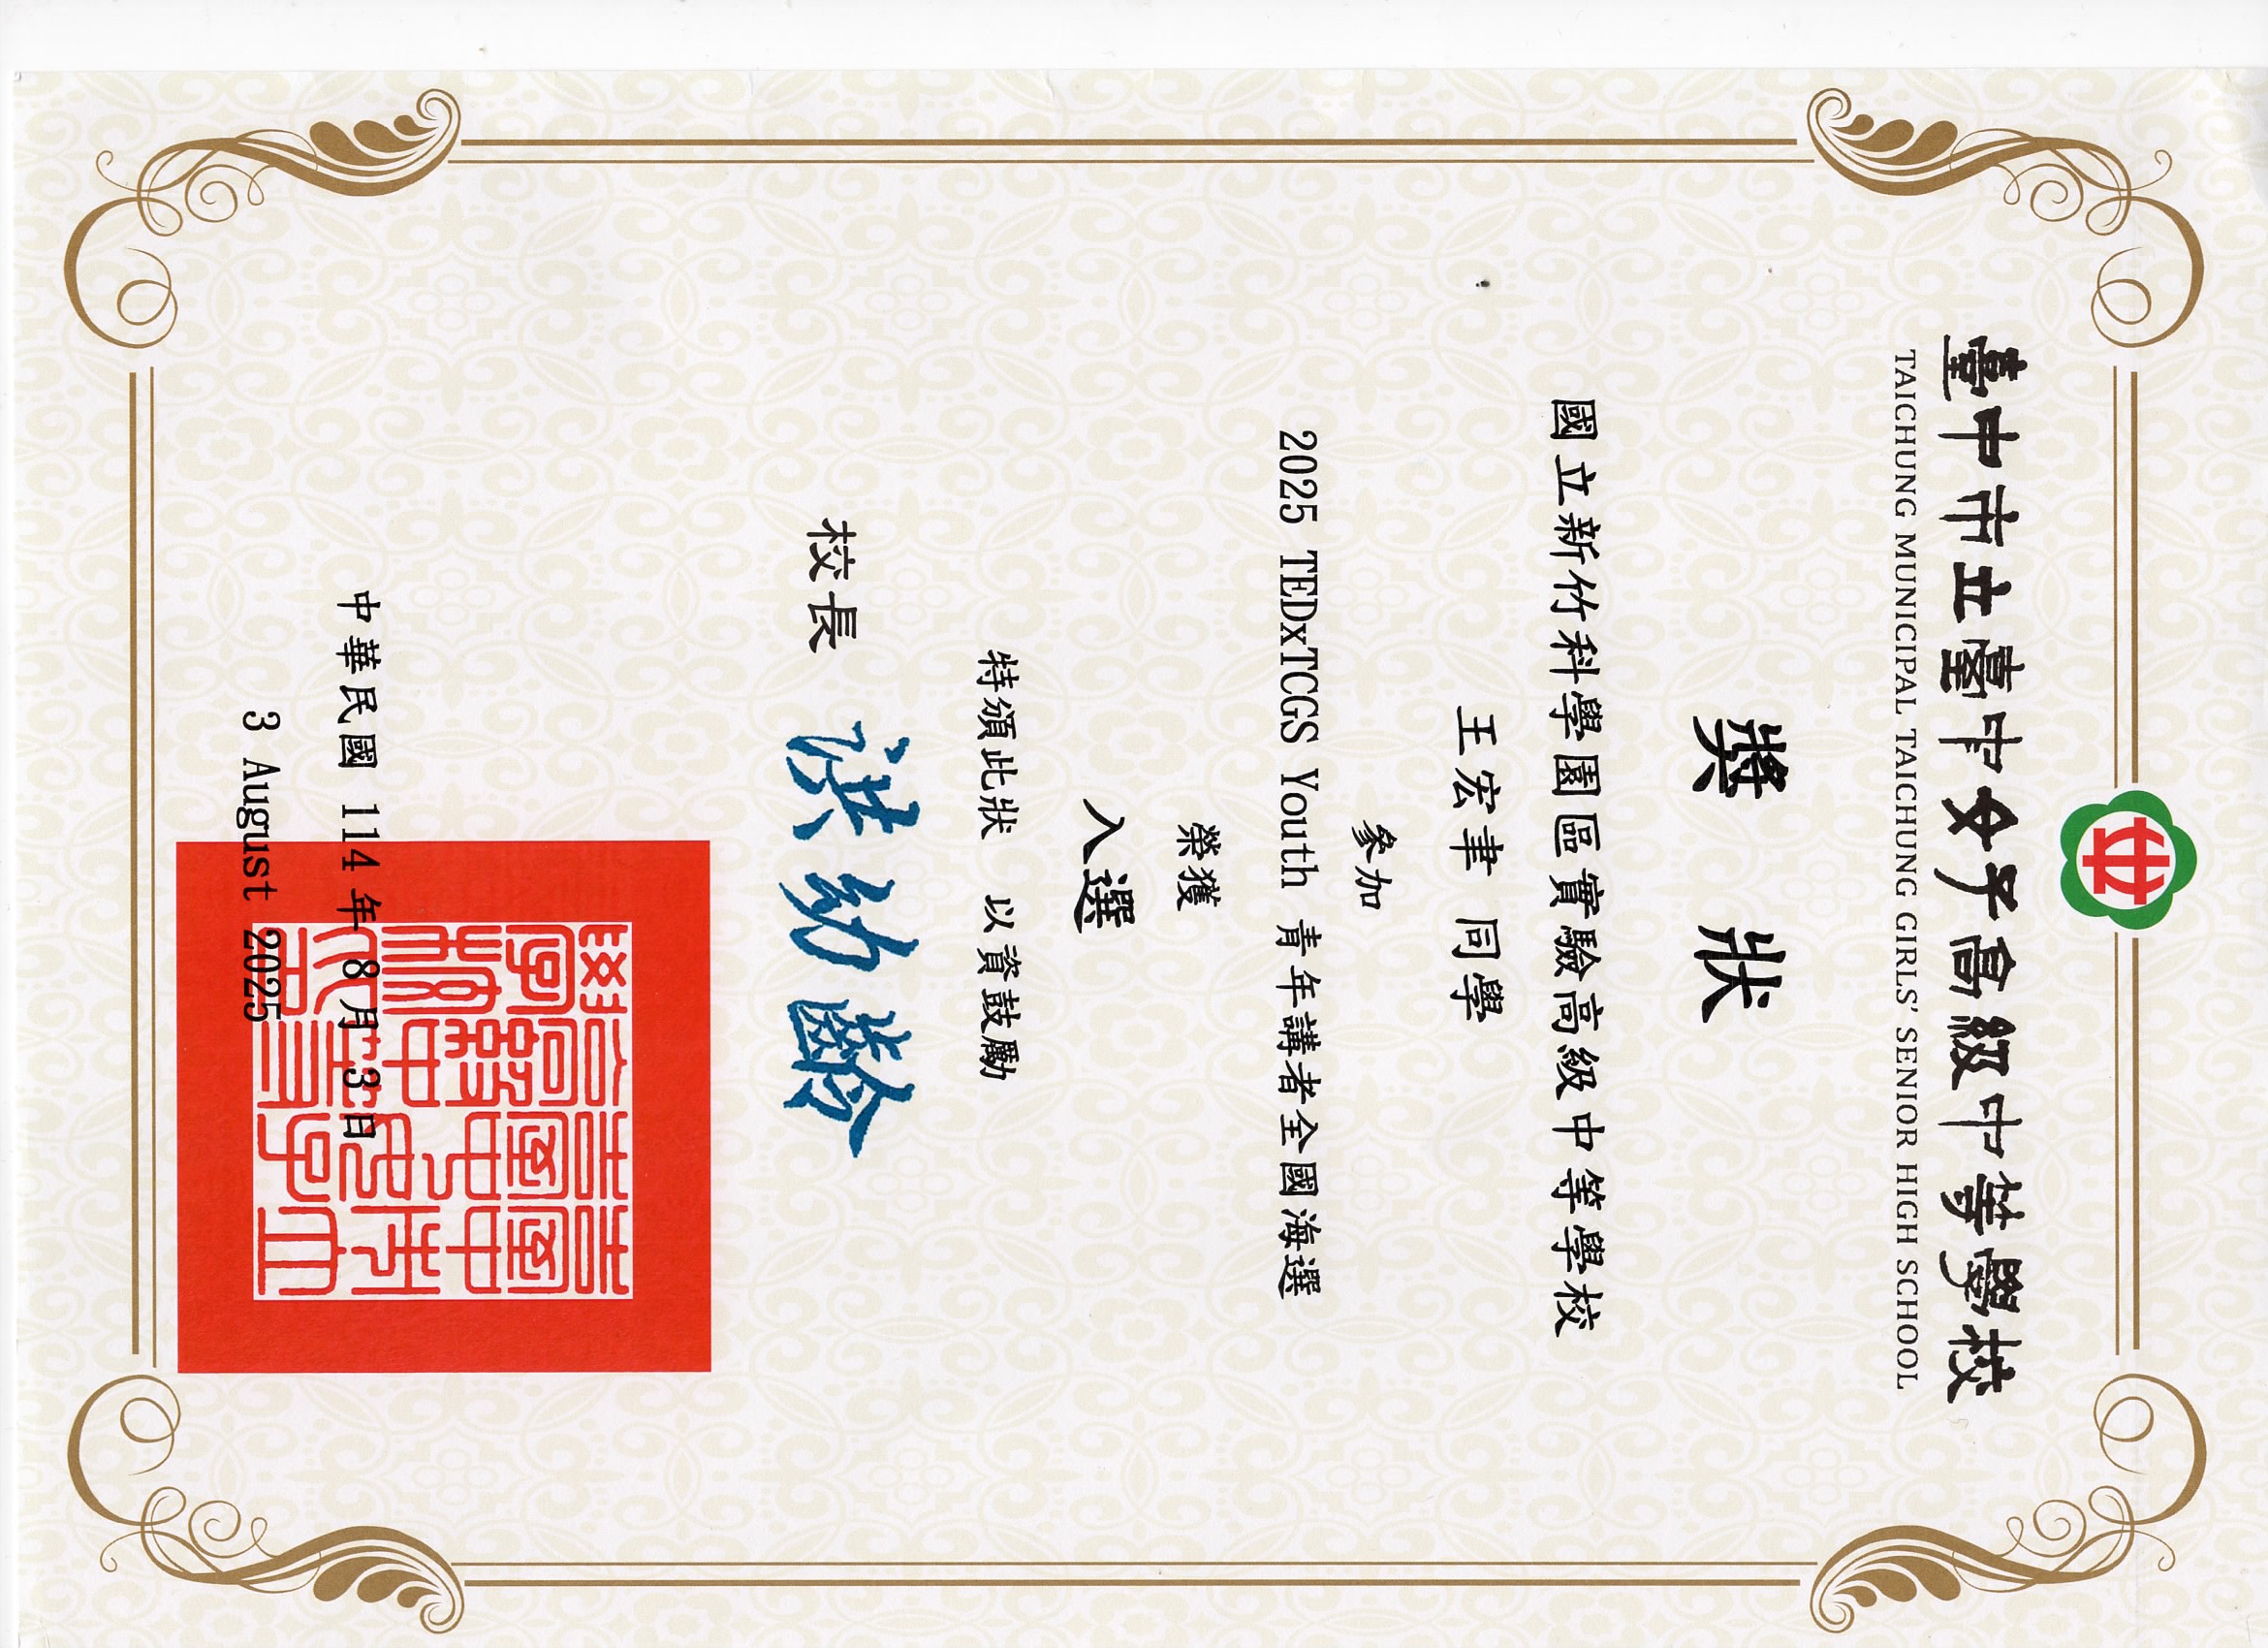 臺中市立臺中女子高級中等學校
TAICHUNG MUNICIPAL TAICHUNG GIRLS' SENIOR HIGH SCHOOL
獎 狀
國立新竹科學園區實驗高級中等學校
王宏聿 同學
參加
2025 TEDxTCGS Youth 青年講者全國海選
榮獲
入選
特頒此狀 以資鼓勵
校長 洪幼齡
臺中市立臺中女子高級中等學校印
中華民國 114 年 8 月 3 日
3 August 2025